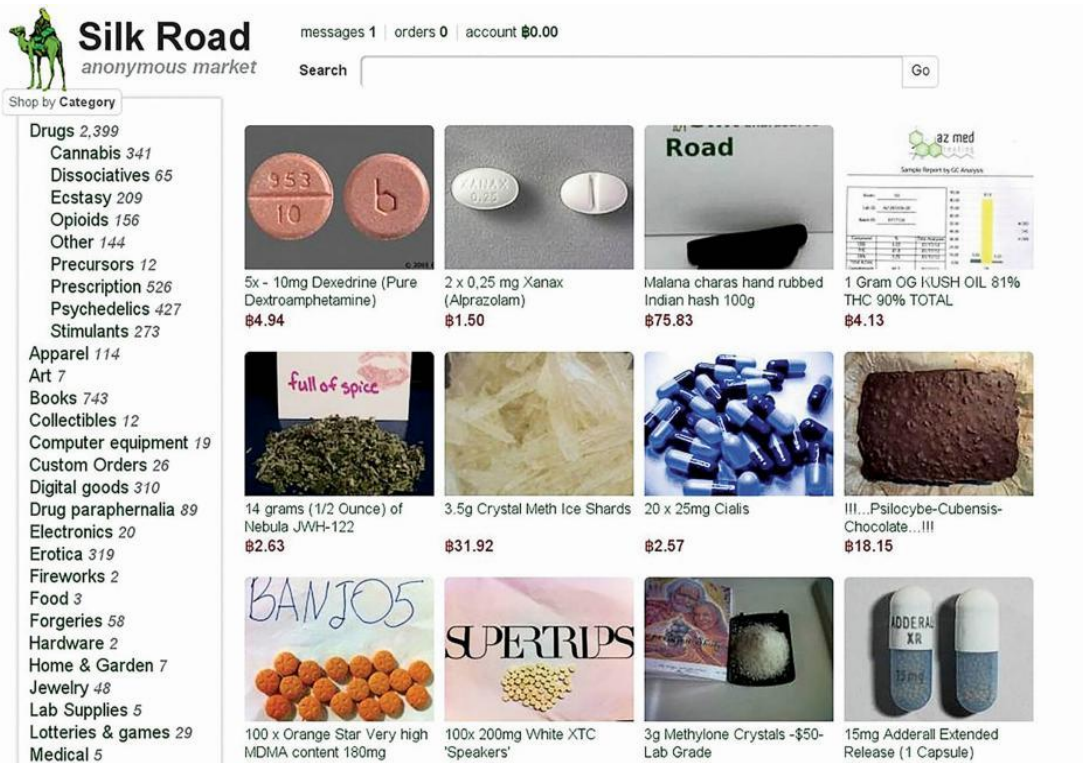 Silk Road
anonymous market
messages 1 | orders 0 | account ฿0.00
Search
Go
Shop by Category
Drugs 2,399
Cannabis 341
Dissociatives 65
Ecstasy 209
Opioids 156
Other 144
Precursors 12
Prescription 526
Psychedelics 427
Stimulants 273
Apparel 114
Art 7
Books 743
Collectibles 12
Computer equipment 19
Custom Orders 26
Digital goods 310
Drug paraphernalia 89
Electronics 20
Erotica 319
Fireworks 2
Food 3
Forgeries 58
Hardware 2
Home & Garden 7
Jewelry 48
Lab Supplies 5
Lotteries & games 29
Medical 5
953
10
b
5x - 10mg Dexedrine (Pure
Dextroamphetamine)
฿4.94
XANAX
0.25
2 x 0,25 mg Xanax
(Alprazolam)
฿1.50
Road
Malana charas hand rubbed
Indian hash 100g
฿75.83
az med
testing
Sample Report by GC Analysis
1 Gram OG KUSH OIL 81%
THC 90% TOTAL
฿4.13
full of spice
14 grams (1/2 Ounce) of
Nebula JWH-122
฿2.63
3.5g Crystal Meth Ice Shards
฿31.92
20 x 25mg Cialis
฿2.57
!!!...Psilocybe-Cubensis-
Chocolate...!!!
฿18.15
BANJO5
100 x Orange Star Very high
MDMA content 180mg
SUPERTRIPS
100x 200mg White XTC
'Speakers'
3g Methylone Crystals -$50-
Lab Grade
ADDERALL
XR
15 mg
15mg Adderall Extended
Release (1 Capsule)